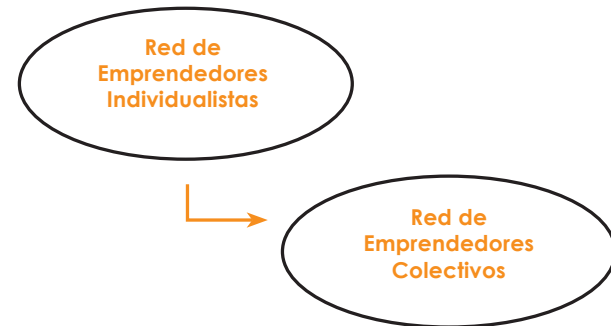 Red de
Emprendedores
Individualistas
Red de
Emprendedores
Colectivos